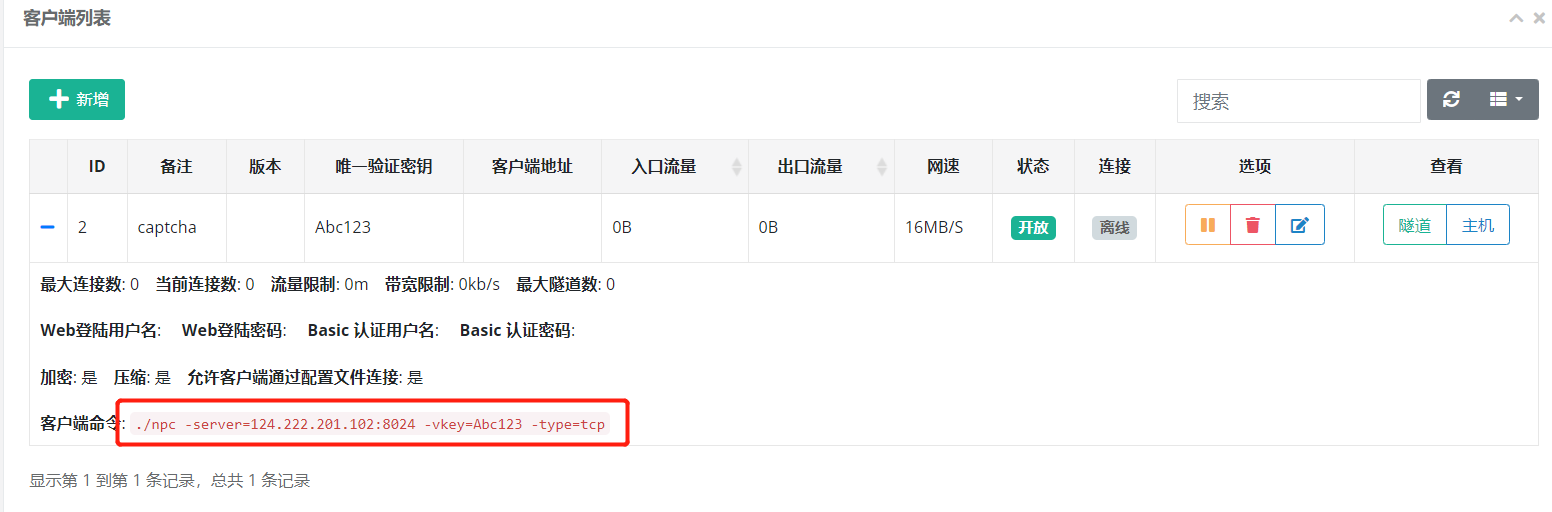 客户端列表
新增
搜索
ID 备注 版本 唯一验证密钥 客户端地址 入口流量 出口流量 网速 状态 连接 选项 查看
2 captcha Abc123 0B 0B 16MB/S 开放 离线 隧道 主机
最大连接数: 0 当前连接数: 0 流量限制: 0m 带宽限制: 0kb/s 最大隧道数: 0
Web登陆用户名: Web登陆密码: Basic 认证用户名: Basic 认证密码:
加密: 是 压缩: 是 允许客户端通过配置文件连接: 是
客户端命令: ./npc -server=124.222.201.102:8024 -vkey=Abc123 -type=tcp
显示第 1 到第 1 条记录，总共 1 条记录